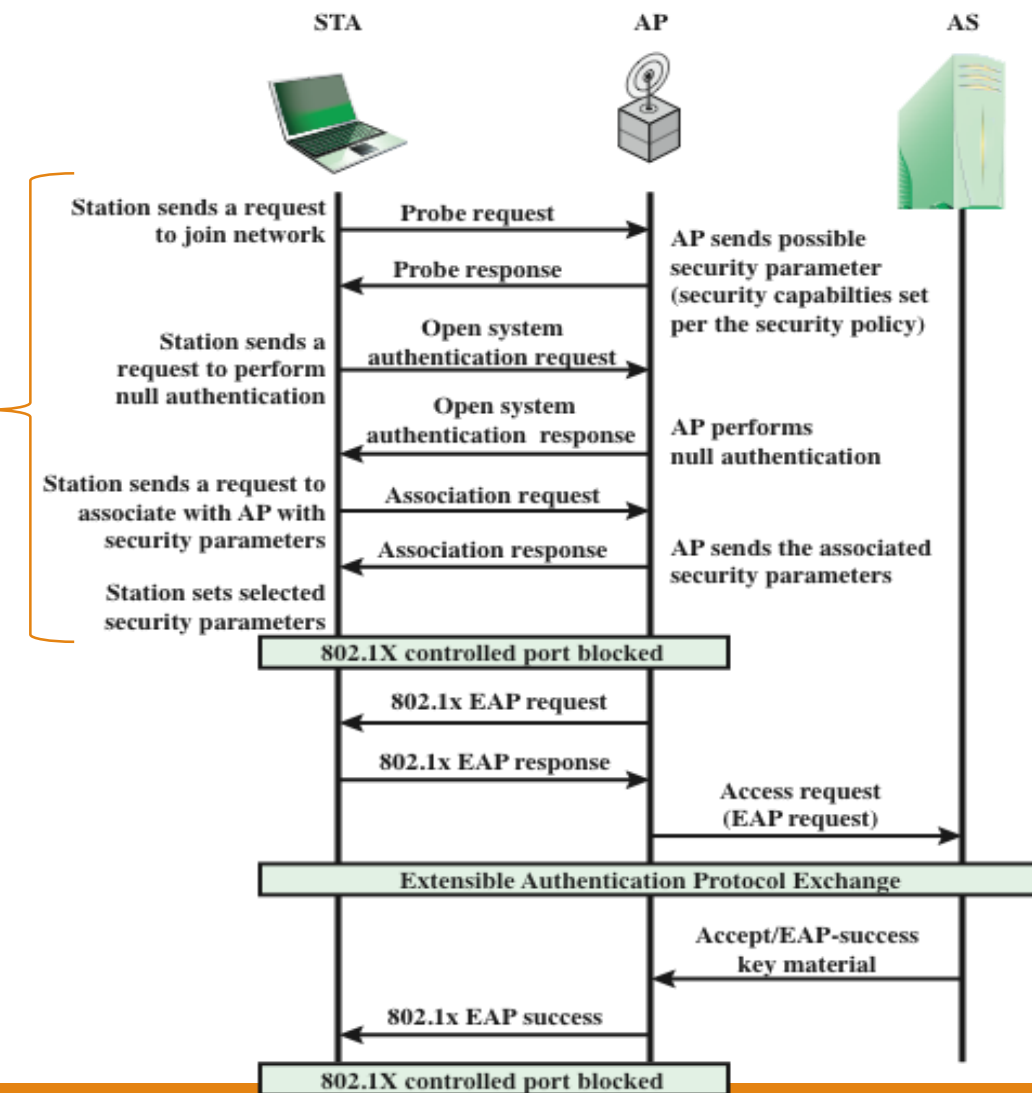 STA
AP
AS
Station sends a request
to join network
Probe request
AP sends possible
security parameter
(security capabilties set
per the security policy)
Probe response
Station sends a
request to perform
null authentication
Open system
authentication request
Open system
authentication response
AP performs
null authentication
Station sends a request to
associate with AP with
security parameters
Association request
Association response
AP sends the associated
security parameters
Station sets selected
security parameters
802.1X controlled port blocked
802.1x EAP request
802.1x EAP response
Access request
(EAP request)
Extensible Authentication Protocol Exchange
Accept/EAP-success
key material
802.1x EAP success
802.1X controlled port blocked